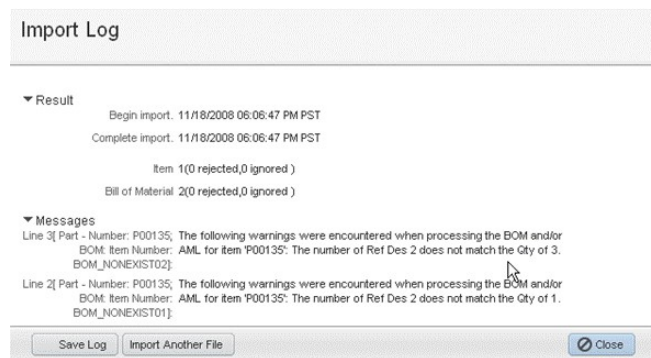 Import Log
Result
Begin import. 11/18/2008 06:06:47 PM PST
Complete import. 11/18/2008 06:06:47 PM PST
Item 1(0 rejected,0 ignored )
Bill of Material 2(0 rejected,0 ignored )
Messages
Line 3[ Part - Number: P00135; The following warnings were encountered when processing the BOM and/or
BOM: Item Number: AML for item 'P00135': The number of Ref Des 2 does not match the Qty of 3.
BOM_NONEXIST02]:
Line 2[ Part - Number: P00135; The following warnings were encountered when processing the BOM and/or
BOM: Item Number: AML for item 'P00135': The number of Ref Des 2 does not match the Qty of 1.
BOM_NONEXIST01]:
Save Log Import Another File Close